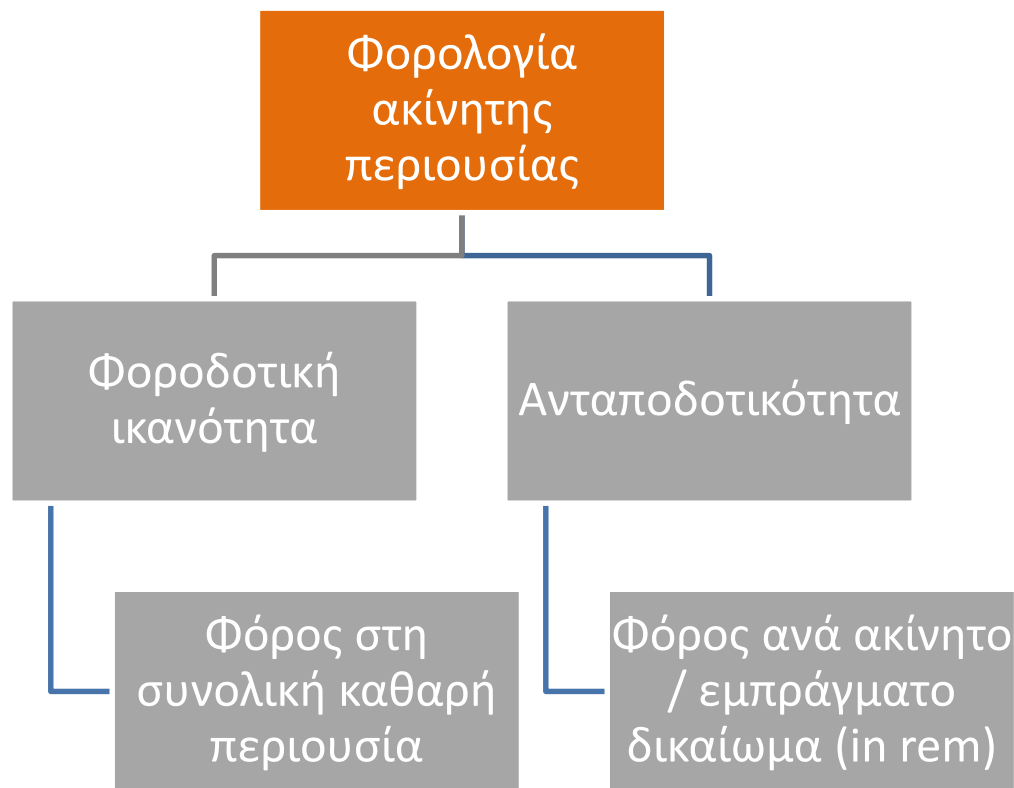 Φορολογία
ακίνητης
περιουσίας
Φοροδοτική
ικανότητα
Ανταποδοτικότητα
Φόρος στη
συνολική καθαρή
περιουσία
Φόρος ανά ακίνητο
/ εμπράγματο
δικαίωμα (in rem)